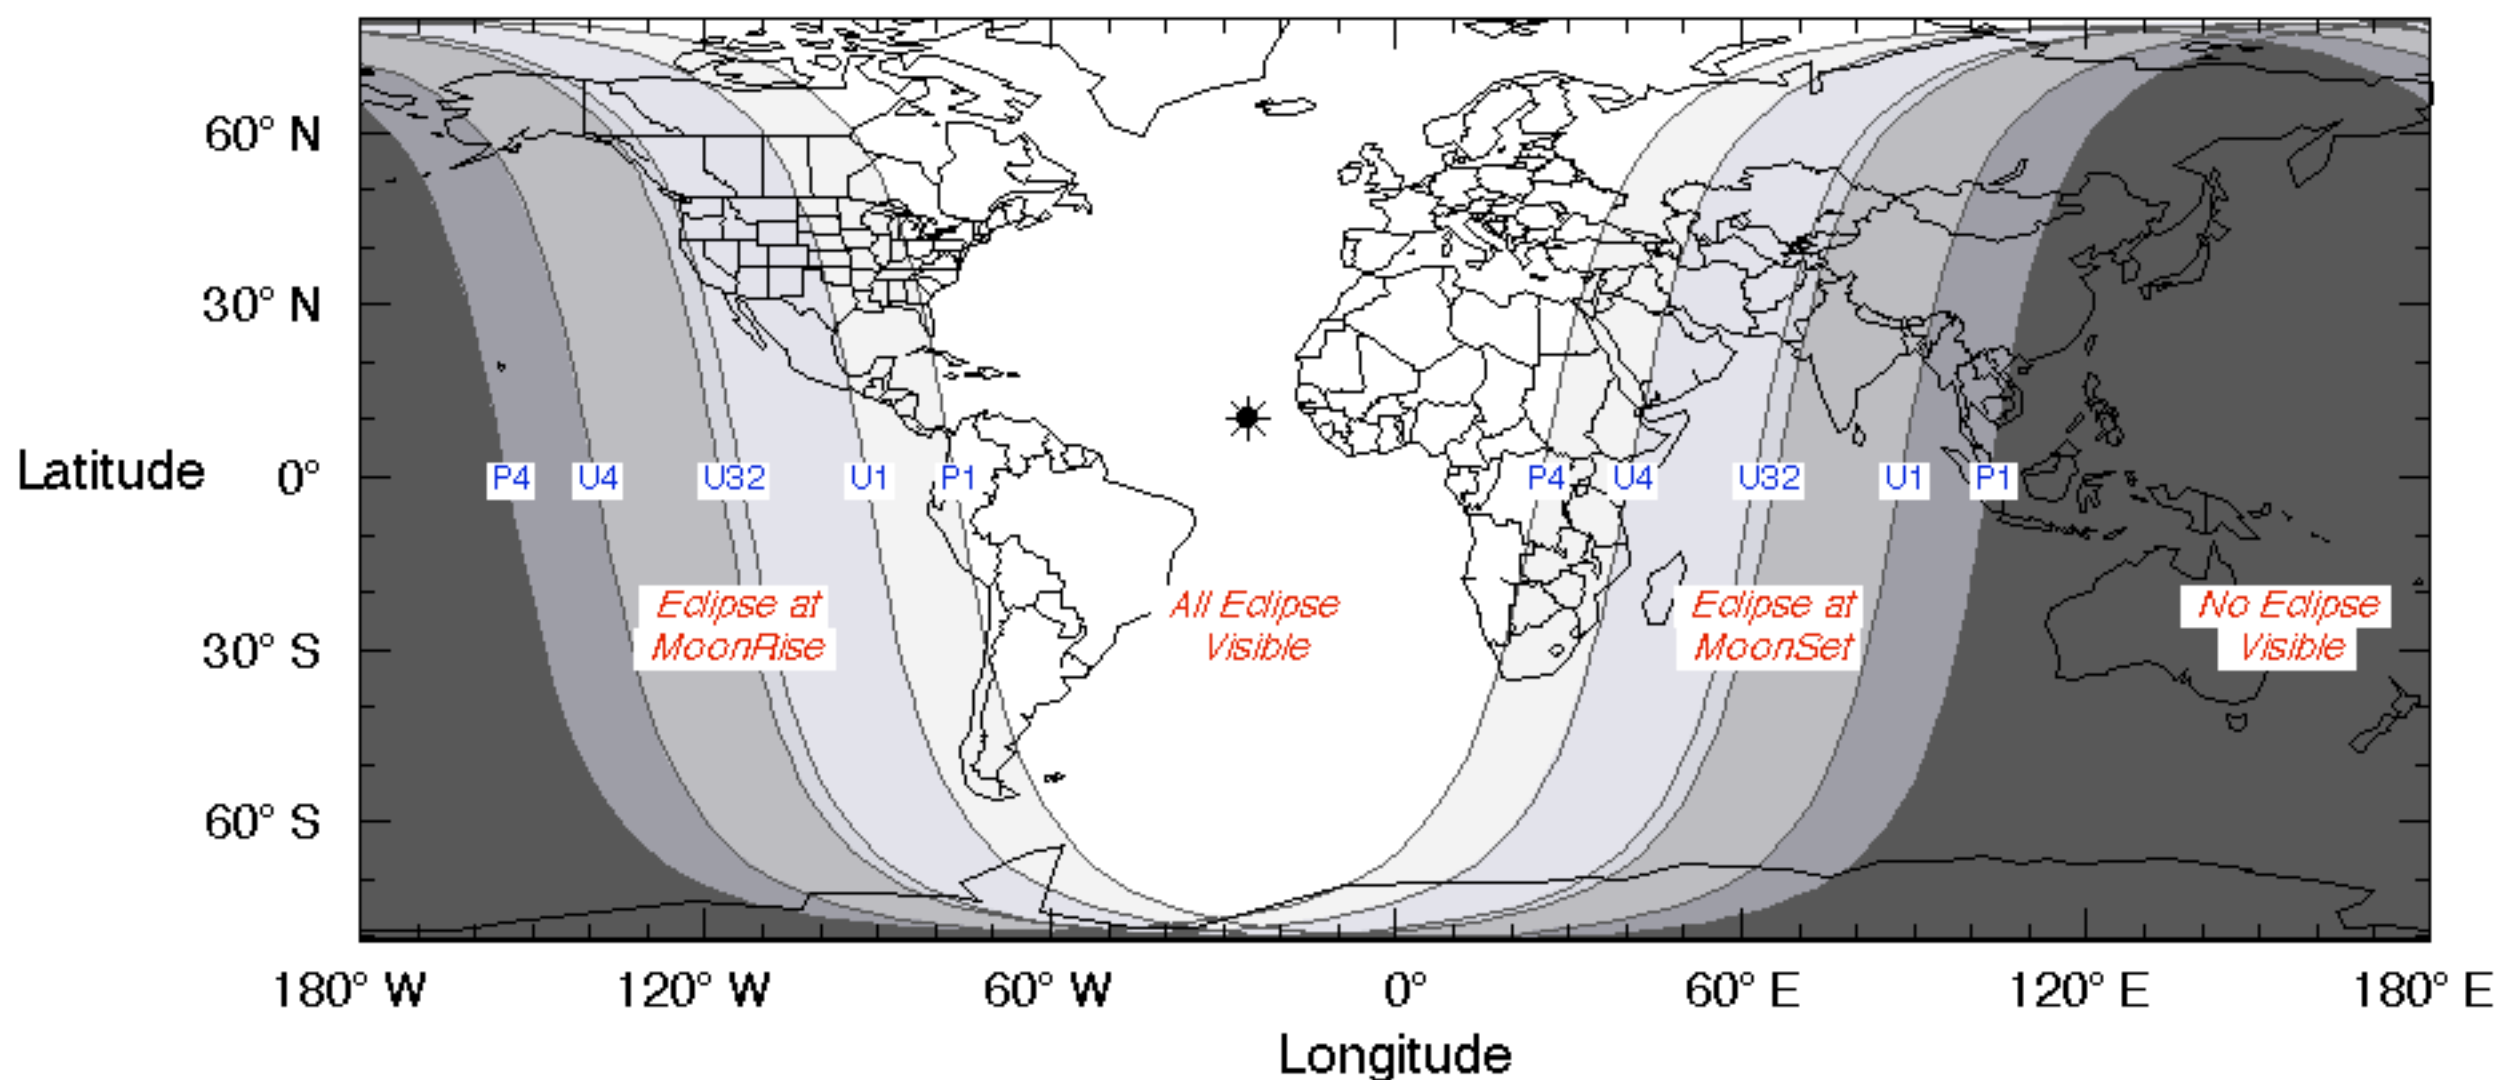 60° N
30° N
Latitude 0°
P4 U4 U32 U1 P1 P4 U4 U32 U1 P1
Eclipse at
MoonRise
All Eclipse
Visible
Eclipse at
MoonSet
No Eclipse
Visible
30° S
60° S
180° W 120° W 60° W 0° 60° E 120° E 180° E
Longitude